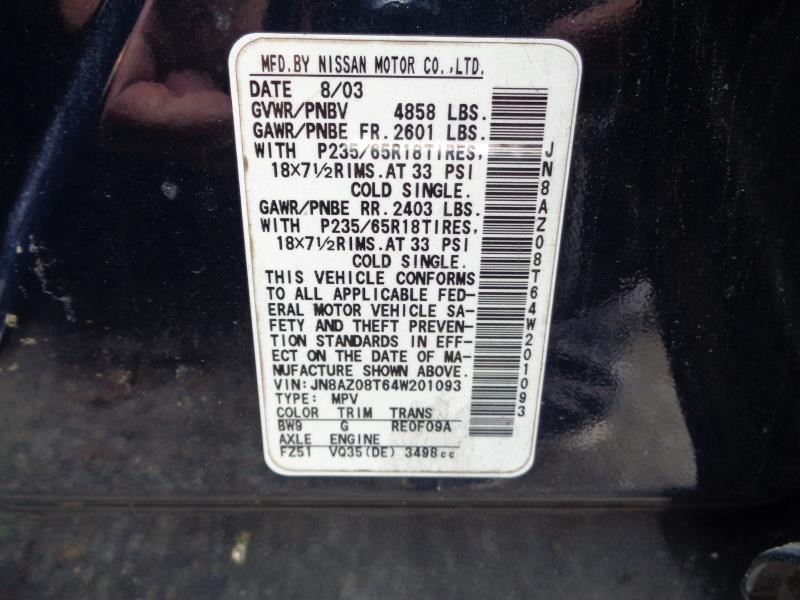 MFD.BY NISSAN MOTOR CO.,LTD.
DATE 8/03
GVWR/PNBV 4858 LBS.
GAWR/PNBE FR. 2601 LBS.
WITH P235/65R18TIRES,
18×7½RIMS.AT 33 PSI
COLD SINGLE.
GAWR/PNBE RR. 2403 LBS.
WITH P235/65R18TIRES,
18×7½RIMS.AT 33 PSI
COLD SINGLE.
THIS VEHICLE CONFORMS
TO ALL APPLICABLE FED-
ERAL MOTOR VEHICLE SA-
FETY AND THEFT PREVEN-
TION STANDARDS IN EFF-
ECT ON THE DATE OF MA-
NUFACTURE SHOWN ABOVE.
VIN:JN8AZ08T64W201093
TYPE: MPV
COLOR TRIM TRANS
BW9 G RE0F09A
AXLE ENGINE
FZ51 VQ35(DE) 3498cc
JN8AZ08T64W201093